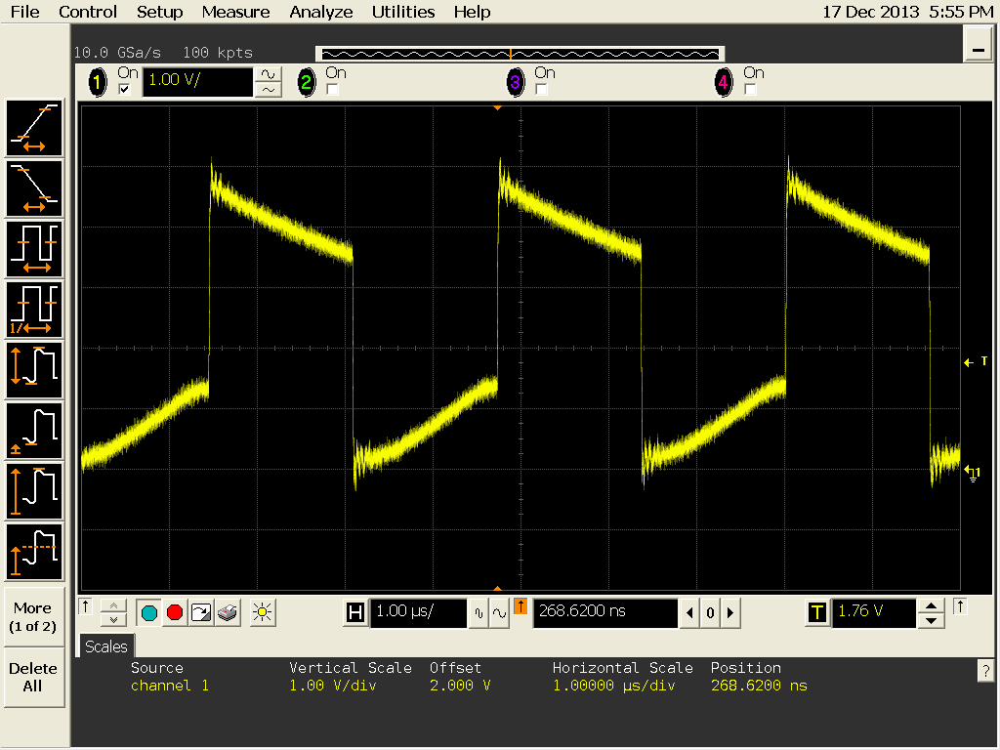 File Control Setup Measure Analyze Utilities Help 17 Dec 2013 5:55 PM
10.0 GSa/s 100 kpts
1 On 1.00 V/ 2 On 3 On 4 On
1/
T
1
More
(1 of 2)
Delete
All
H 1.00 µs/ 268.6200 ns 0 T 1.76 V
Scales
?
Source Vertical Scale Offset Horizontal Scale Position
channel 1 1.00 V/div 2.000 V 1.00000 µs/div 268.6200 ns